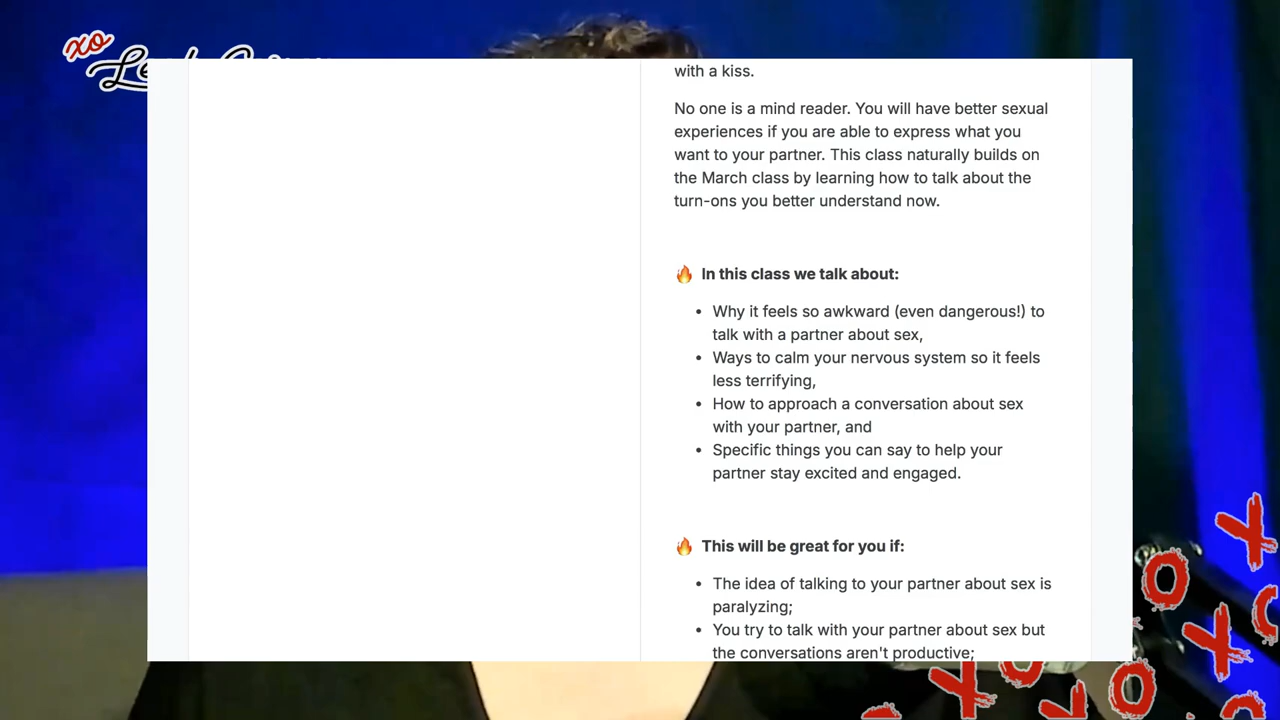 xo
with a kiss.
No one is a mind reader. You will have better sexual
experiences if you are able to express what you
want to your partner. This class naturally builds on
the March class by learning how to talk about the
turn-ons you better understand now.
🔥 In this class we talk about:
• Why it feels so awkward (even dangerous!) to
talk with a partner about sex,
• Ways to calm your nervous system so it feels
less terrifying,
• How to approach a conversation about sex
with your partner, and
• Specific things you can say to help your
partner stay excited and engaged.
🔥 This will be great for you if:
• The idea of talking to your partner about sex is
paralyzing;
• You try to talk with your partner about sex but
the conversations aren't productive;